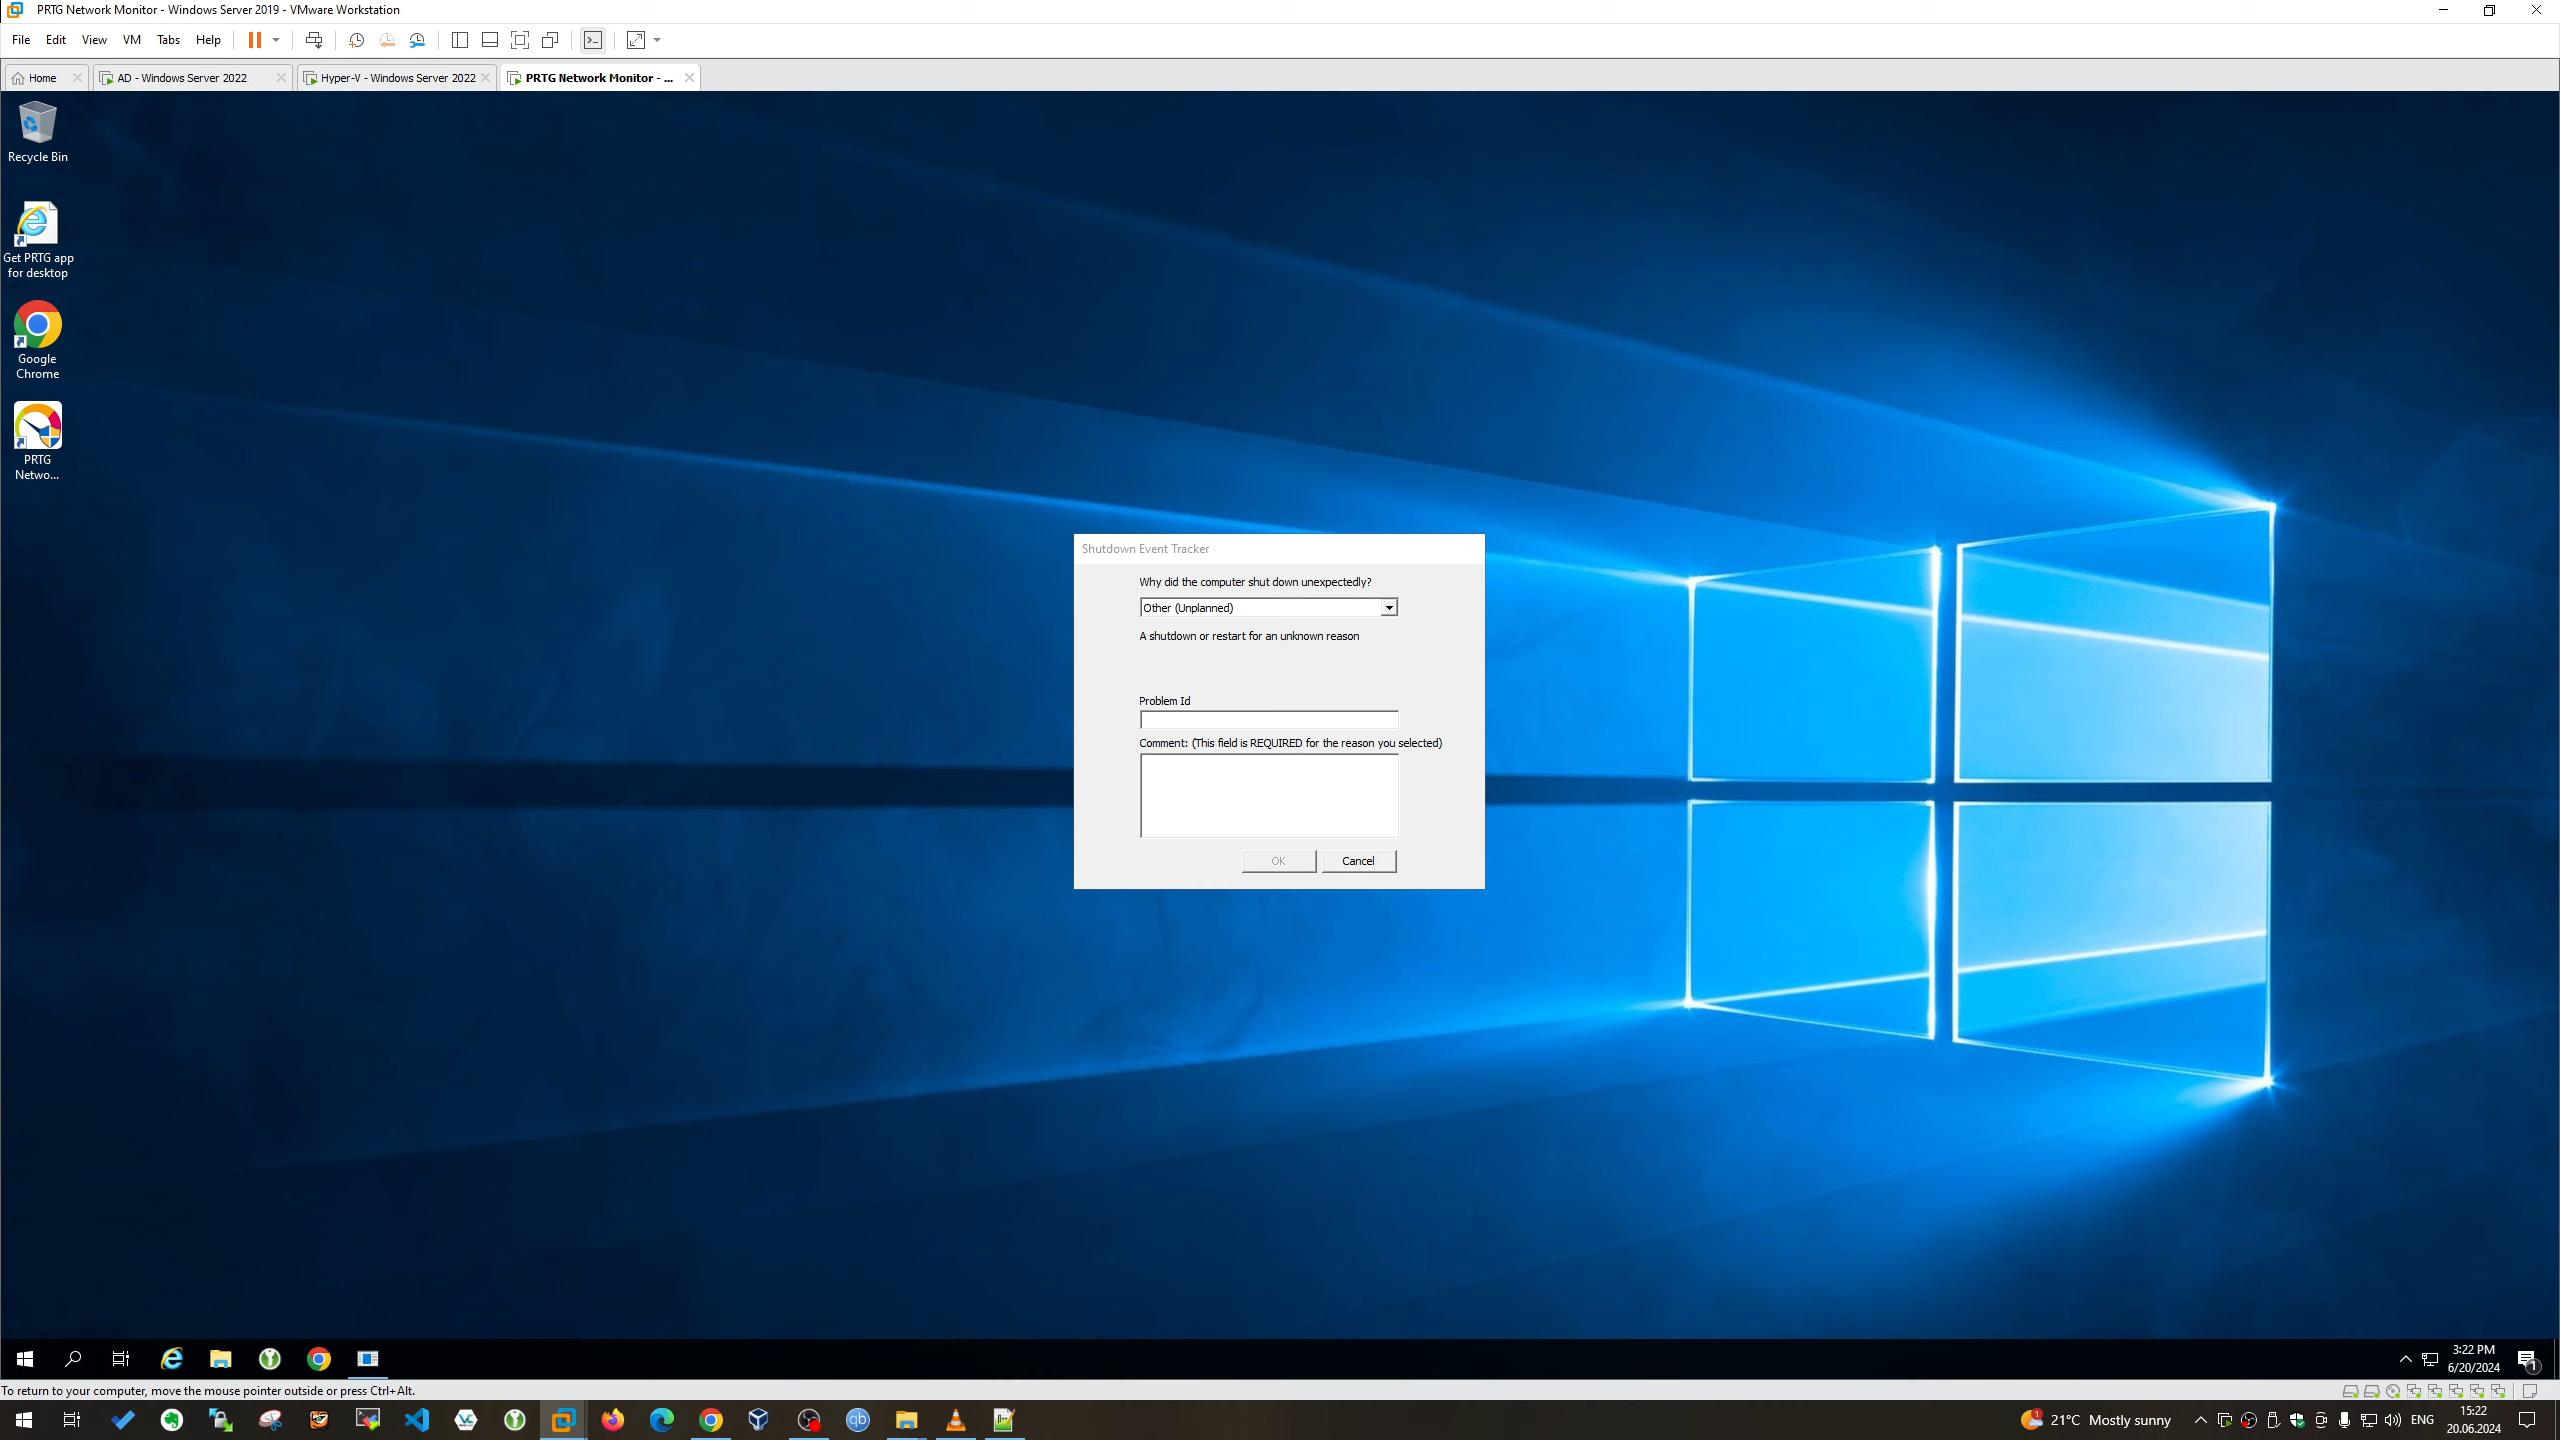 PRTG Network Monitor - Windows Server 2019 - VMware Workstation
File Edit View VM Tabs Help
Home
AD - Windows Server 2022
Hyper-V - Windows Server 2022
PRTG Network Monitor - ...
Recycle Bin
Get PRTG app
for desktop
Google
Chrome
PRTG
Netwo...
Shutdown Event Tracker
Why did the computer shut down unexpectedly?
Other (Unplanned)
A shutdown or restart for an unknown reason
Problem Id
Comment: (This field is REQUIRED for the reason you selected)
OK Cancel
3:22 PM
6/20/2024
1
To return to your computer, move the mouse pointer outside or press Ctrl+Alt.
1
21°C Mostly sunny
ENG
15:22
20.06.2024